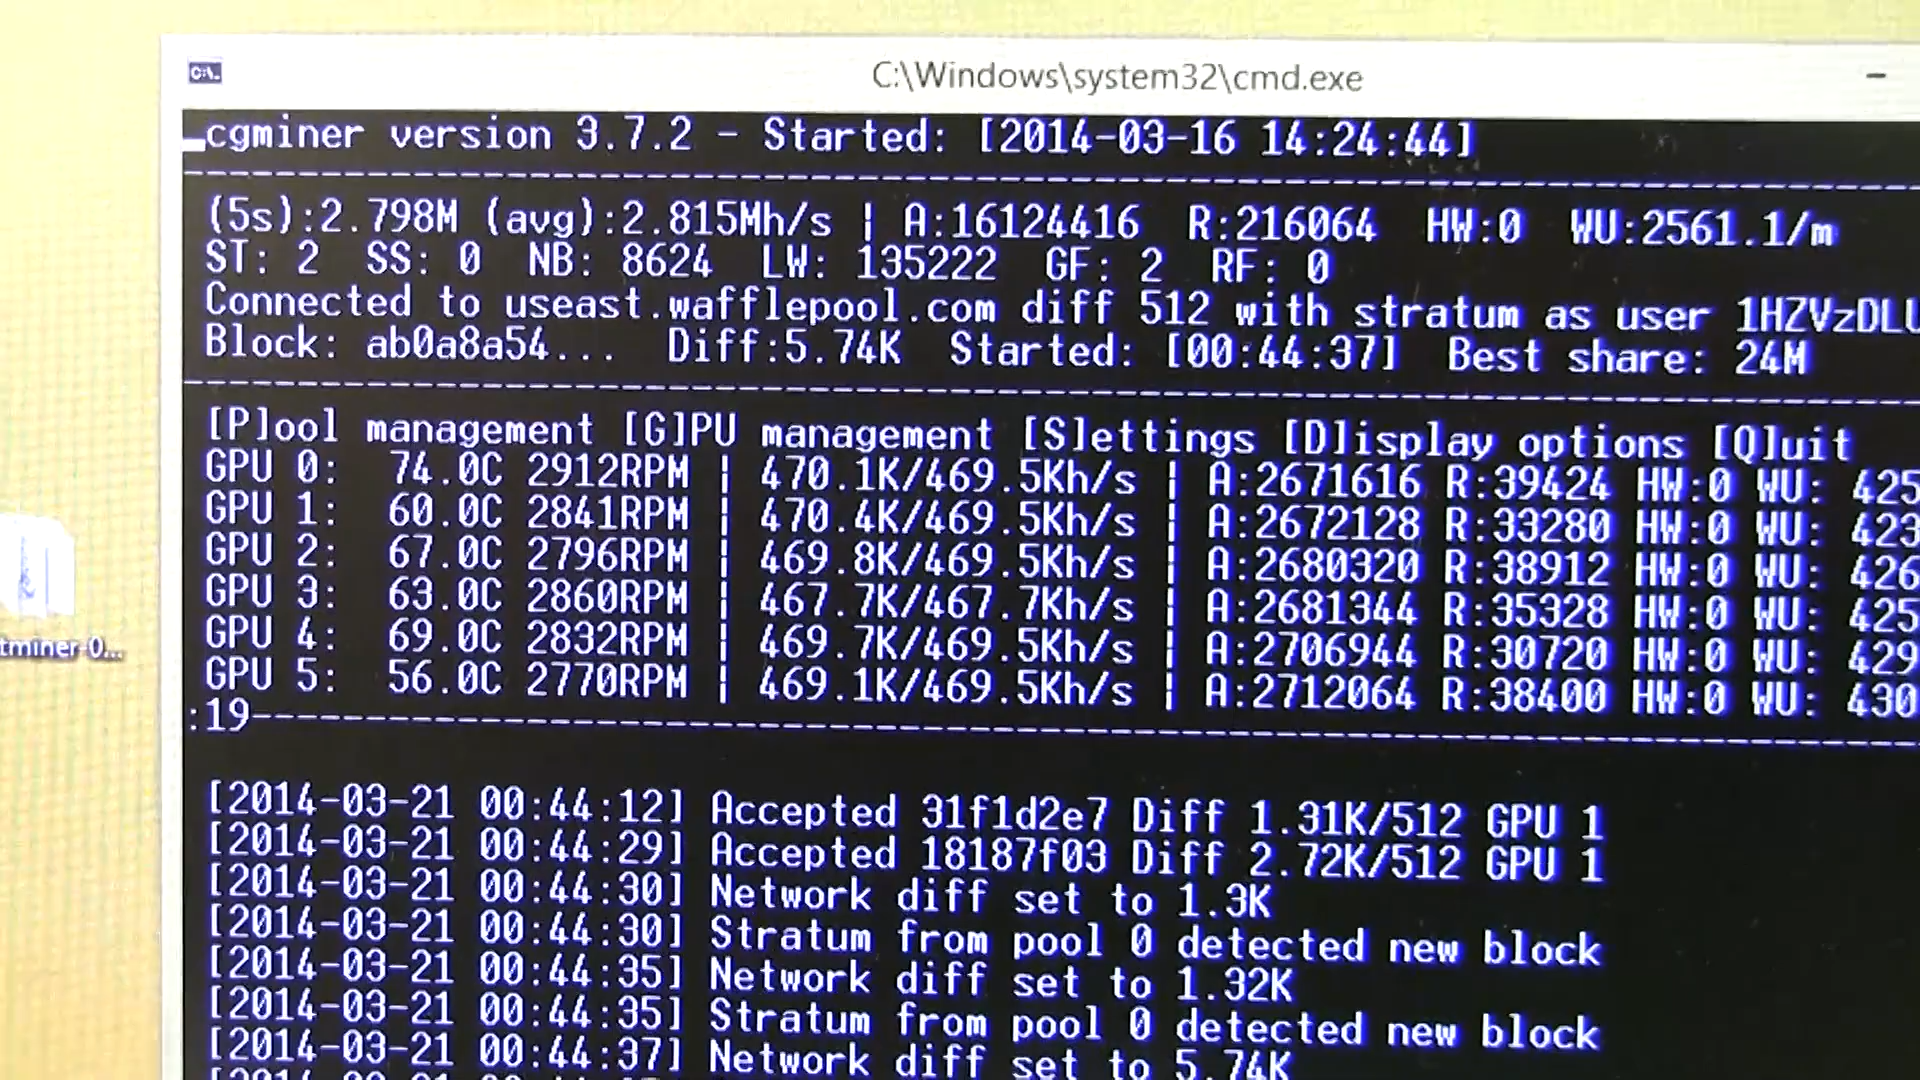 C:\Windows\system32\cmd.exe
cgminer version 3.7.2 - Started: [2014-03-16 14:24:44]
(5s):2.798M (avg):2.815Mh/s | A:16124416 R:216064 HW:0 WU:2561.1/m
ST: 2 SS: 0 NB: 8624 LW: 135222 GF: 2 RF: 0
Connected to useast.wafflepool.com diff 512 with stratum as user 1HZVzDLU
Block: ab0a8a54... Diff:5.74K Started: [00:44:37] Best share: 24M
[P]ool management [G]PU management [S]ettings [D]isplay options [Q]uit
GPU 0: 74.0C 2912RPM | 470.1K/469.5Kh/s | A:2671616 R:39424 HW:0 WU: 425
GPU 1: 60.0C 2841RPM | 470.4K/469.5Kh/s | A:2672128 R:33280 HW:0 WU: 423
GPU 2: 67.0C 2796RPM | 469.8K/469.5Kh/s | A:2680320 R:38912 HW:0 WU: 426
GPU 3: 63.0C 2860RPM | 467.7K/467.7Kh/s | A:2681344 R:35328 HW:0 WU: 425
GPU 4: 69.0C 2832RPM | 469.7K/469.5Kh/s | A:2706944 R:30720 HW:0 WU: 429
GPU 5: 56.0C 2770RPM | 469.1K/469.5Kh/s | A:2712064 R:38400 HW:0 WU: 430
:19
tminer-0...
[2014-03-21 00:44:12] Accepted 31f1d2e7 Diff 1.31K/512 GPU 1
[2014-03-21 00:44:29] Accepted 18187f03 Diff 2.72K/512 GPU 1
[2014-03-21 00:44:30] Network diff set to 1.3K
[2014-03-21 00:44:30] Stratum from pool 0 detected new block
[2014-03-21 00:44:35] Network diff set to 1.32K
[2014-03-21 00:44:35] Stratum from pool 0 detected new block
[2014-03-21 00:44:37] Network diff set to 5.74K